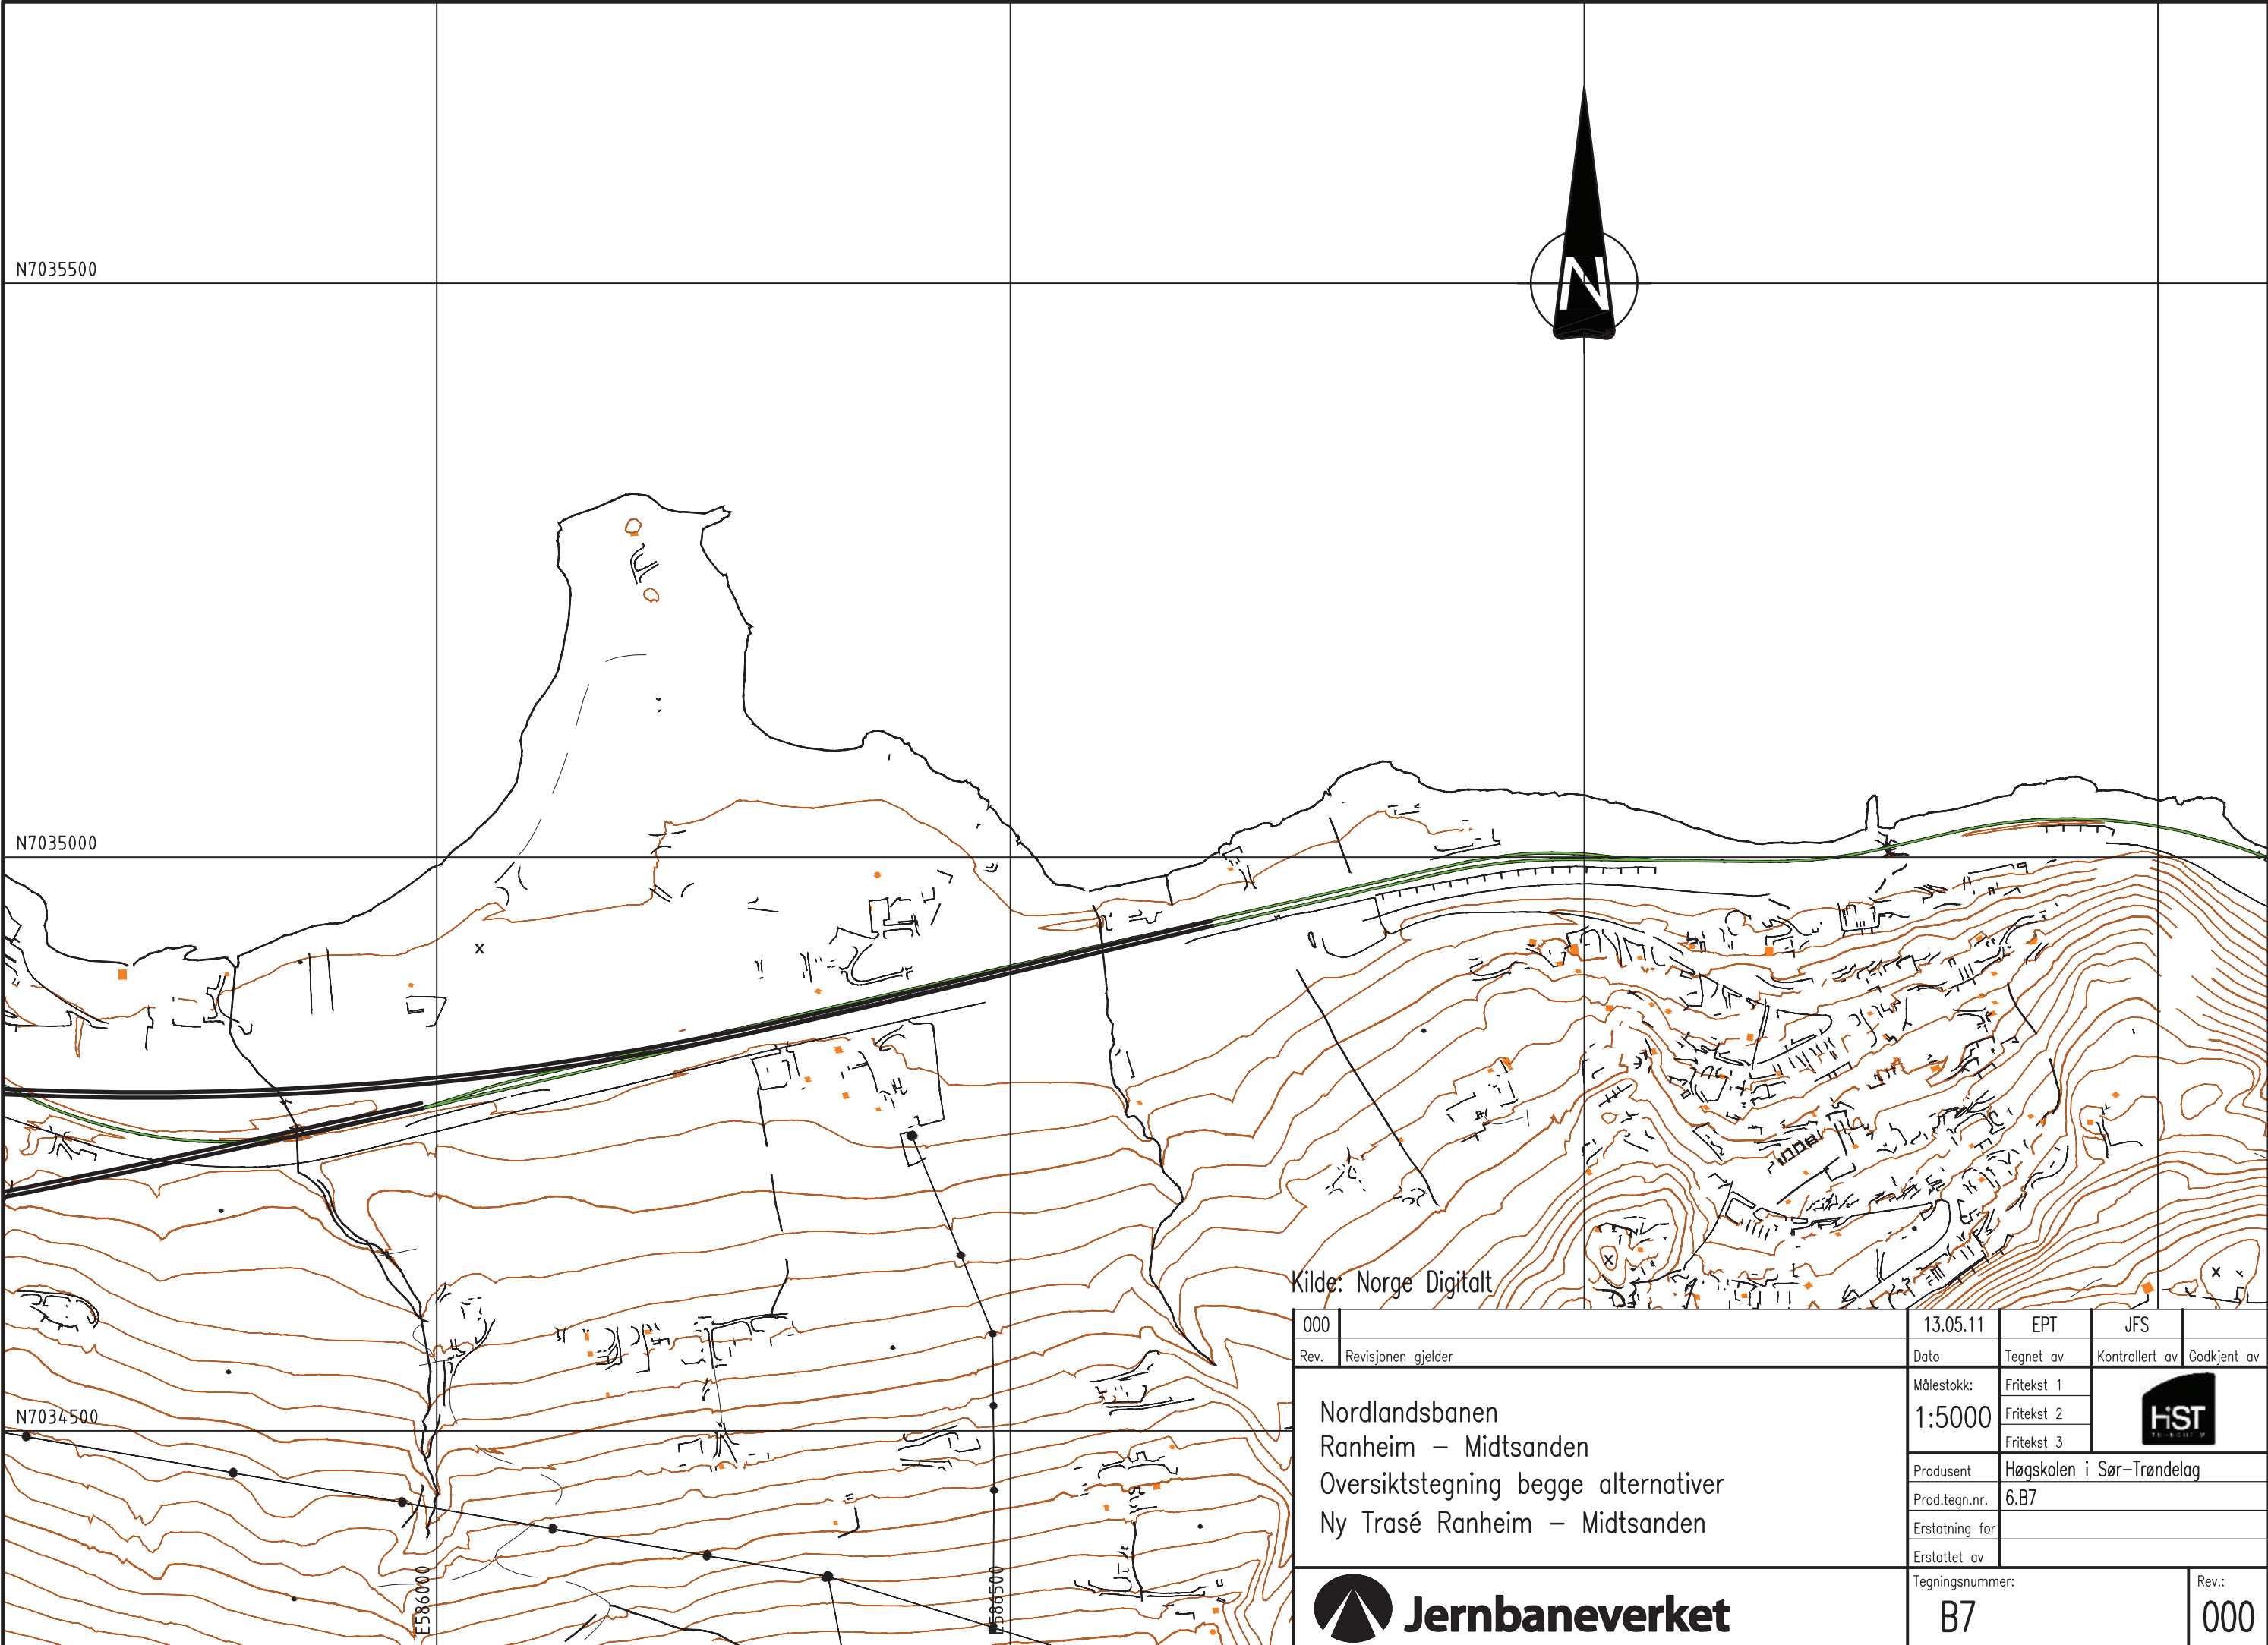 N7035500
N
N7035000
N7034500
E586000
E586500
Kilde: Norge Digitalt
000 13.05.11 EPT JFS
Rev. Revisjonen gjelder Dato Tegnet av Kontrollert av Godkjent av
Nordlandsbanen
Ranheim – Midtsanden
Oversiktstegning begge alternativer
Ny Trasé Ranheim – Midtsanden
Målestokk:
1:5000
Fritekst 1
Fritekst 2
Fritekst 3
HiST
Produsent Høgskolen i Sør–Trøndelag
Prod.tegn.nr. 6.B7
Erstatning for
Erstattet av
Jernbaneverket
Tegningsnummer: Rev.:
B7 000